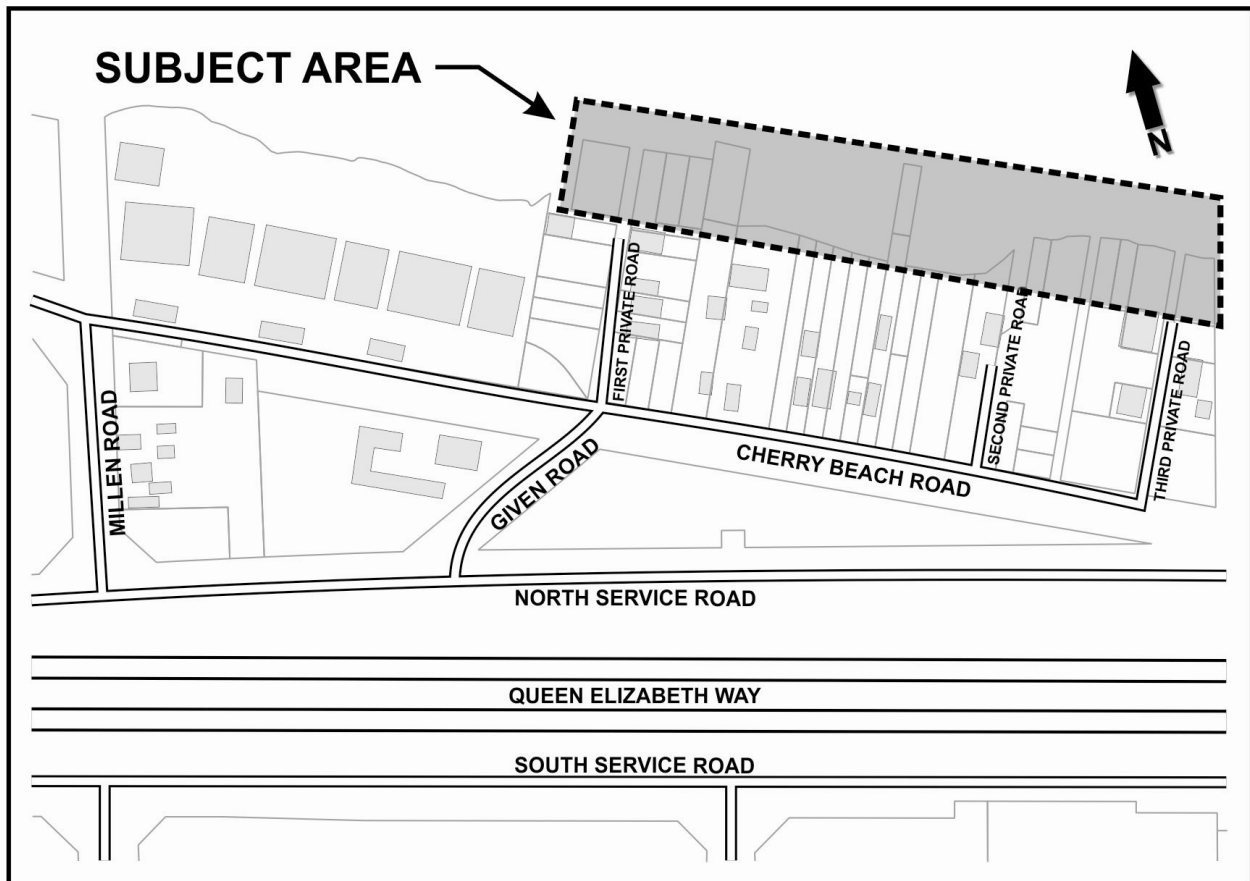 SUBJECT AREA
N
FIRST PRIVATE ROAD
SECOND PRIVATE ROAD
THIRD PRIVATE ROAD
MILLEN ROAD
GIVEN ROAD
CHERRY BEACH ROAD
NORTH SERVICE ROAD
QUEEN ELIZABETH WAY
SOUTH SERVICE ROAD